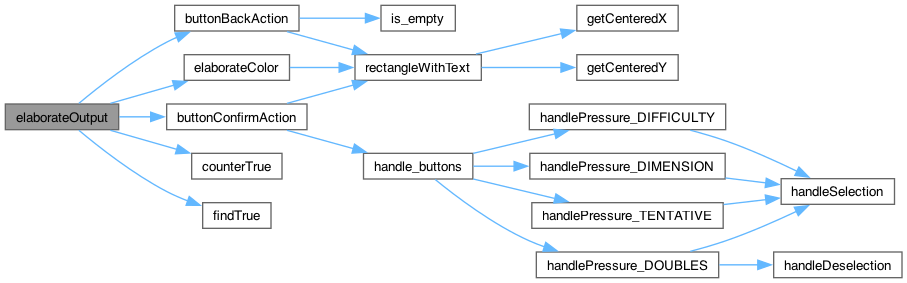 elaborateOutput
buttonBackAction
elaborateColor
buttonConfirmAction
counterTrue
findTrue
is_empty
rectangleWithText
handle_buttons
getCenteredX
getCenteredY
handlePressure_DIFFICULTY
handlePressure_DIMENSION
handlePressure_TENTATIVE
handlePressure_DOUBLES
handleSelection
handleDeselection